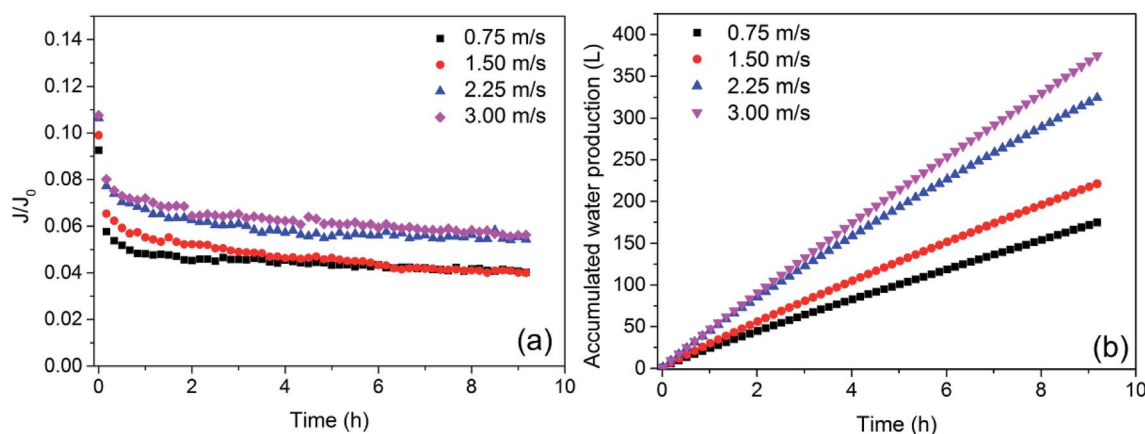 J/J0
0.14
0.12
0.10
0.08
0.06
0.04
0.02
0.00
0.75 m/s
1.50 m/s
2.25 m/s
3.00 m/s
(a)
0 2 4 6 8 10
Time (h)
Accumulated water production (L)
400
350
300
250
200
150
100
50
0
0.75 m/s
1.50 m/s
2.25 m/s
3.00 m/s
(b)
0 2 4 6 8 10
Time (h)